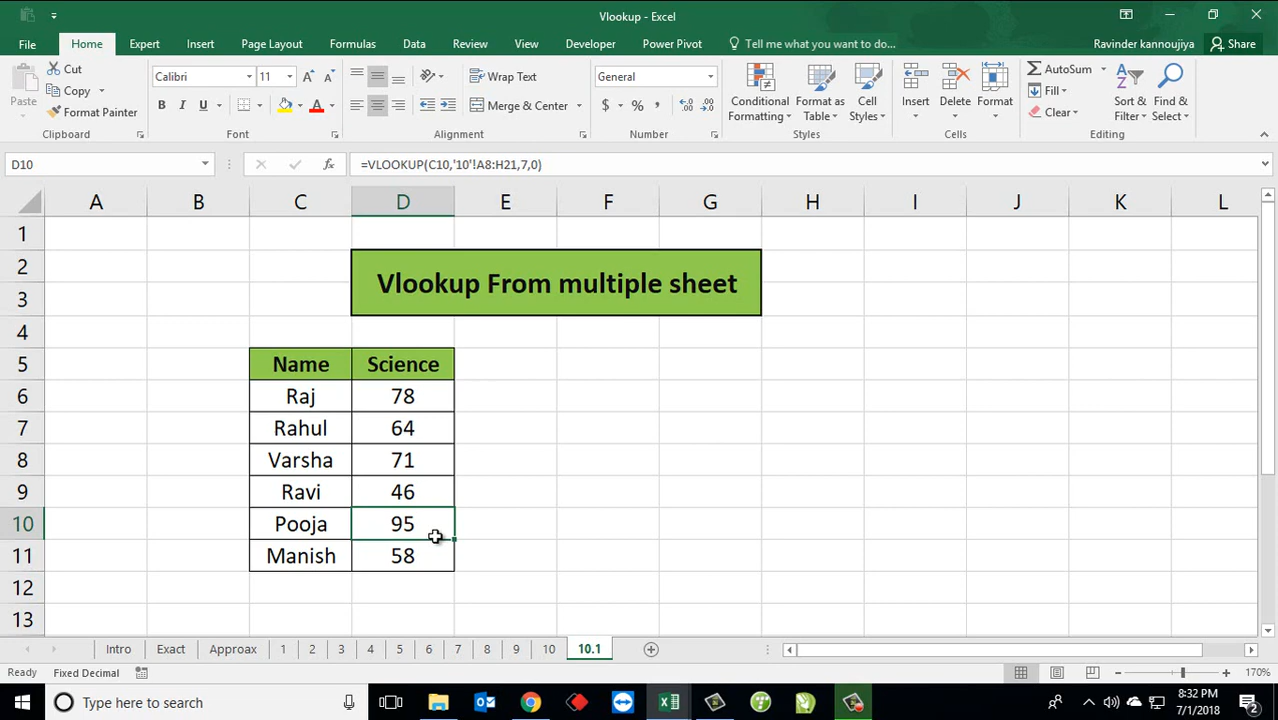 Vlookup - Excel
File Home Expert Insert Page Layout Formulas Data Review View Developer Power Pivot Tell me what you want to do... Ravinder kannoujiya Share
Paste
Cut
Copy
Format Painter
Clipboard
Calibri 11
B I U
Font
Wrap Text
Merge & Center
Alignment
General
$ % ,
Number
Conditional Formatting
Format as Table
Cell Styles
Styles
Insert Delete Format
Cells
AutoSum
Fill
Clear
Sort & Filter
Find & Select
Editing
D10 fx =VLOOKUP(C10,'10'!A8:H21,7,0)
A B C D E F G H I J K L
1
2
3
Vlookup From multiple sheet
4
5 Name Science
6 Raj 78
7 Rahul 64
8 Varsha 71
9 Ravi 46
10 Pooja 95
11 Manish 58
12
13
Intro Exact Approax 1 2 3 4 5 6 7 8 9 10 10.1
Ready Fixed Decimal 170%
Type here to search
8:32 PM
7/1/2018
2